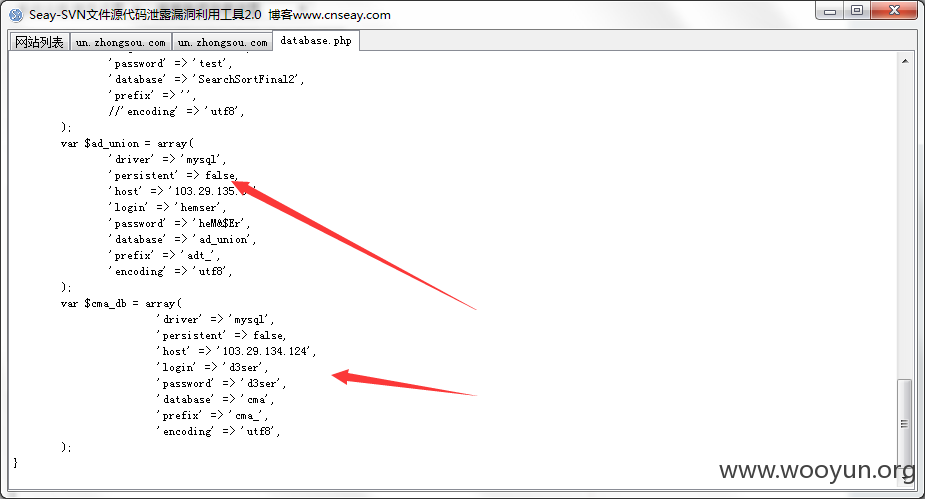 Seay-SVN文件源代码泄露漏洞利用工具2.0 博客www.cnseay.com
网站列表 un.zhongsou.com un.zhongsou.com database.php
'password' => 'test',
'database' => 'SearchSortFinal2',
'prefix' => '',
//'encoding' => 'utf8',
);
var $ad_union = array(
'driver' => 'mysql',
'persistent' => false,
'host' => '103.29.135.
'login' => 'hemser',
'password' => 'heM&$Er',
'database' => 'ad_union',
'prefix' => 'adt_',
'encoding' => 'utf8',
);
var $cma_db = array(
'driver' => 'mysql',
'persistent' => false,
'host' => '103.29.134.124',
'login' => 'd3ser',
'password' => 'd3ser',
'database' => 'cma',
'prefix' => 'cma_',
'encoding' => 'utf8',
);
}
www.wooyun.org